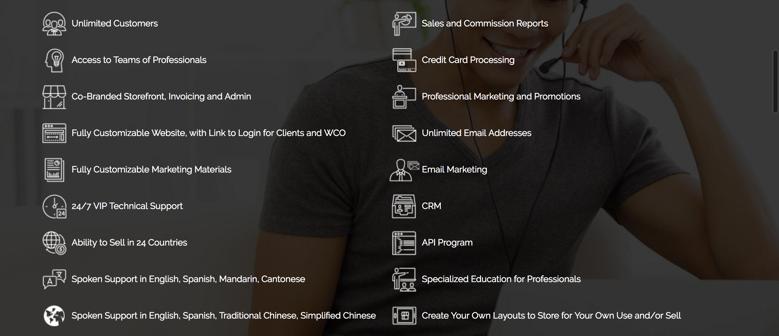 Unlimited Customers
Access to Teams of Professionals
Co-Branded Storefront, Invoicing and Admin
Fully Customizable Website, with Link to Login for Clients and WCO
Fully Customizable Marketing Materials
24/7 VIP Technical Support
24
Ability to Sell in 24 Countries
A
Spoken Support in English, Spanish, Mandarin, Cantonese
Spoken Support in English, Spanish, Traditional Chinese, Simplified Chinese
Sales and Commission Reports
Credit Card Processing
Professional Marketing and Promotions
Unlimited Email Addresses
Email Marketing
CRM
API Program
Specialized Education for Professionals
Create Your Own Layouts to Store for Your Own Use and/or Sell